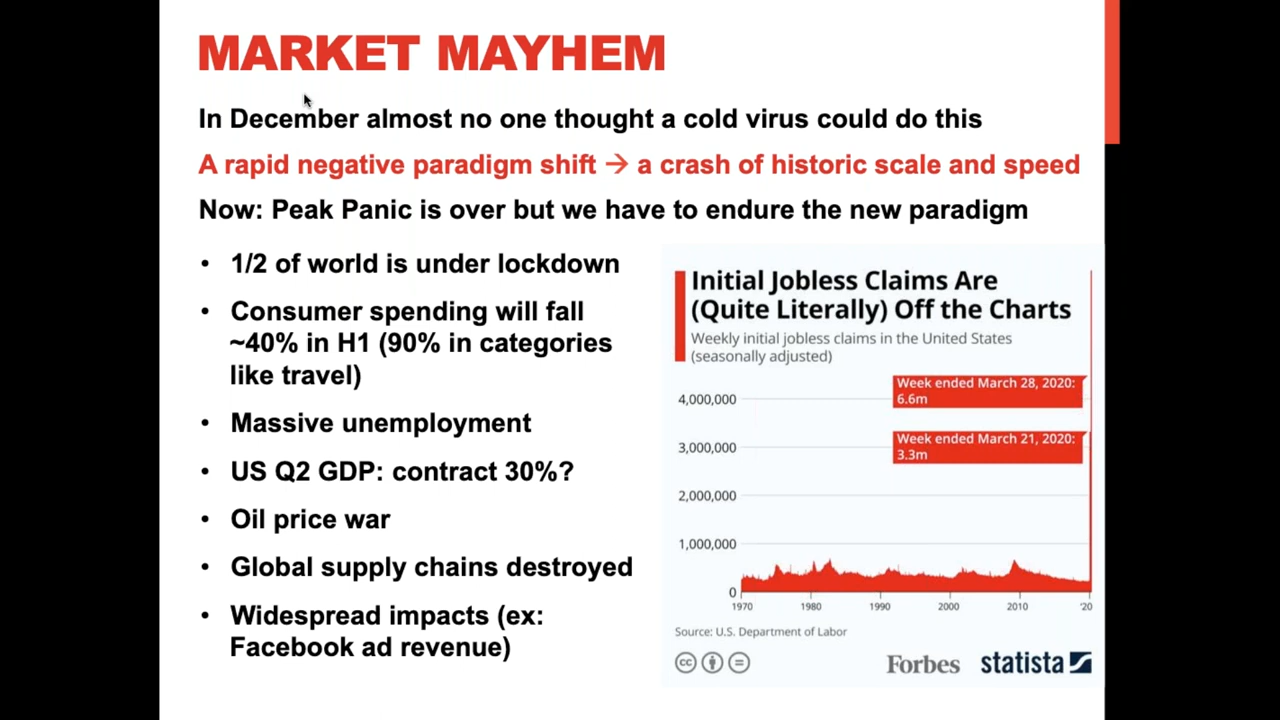 MARKET MAYHEM
In December almost no one thought a cold virus could do this
A rapid negative paradigm shift → a crash of historic scale and speed
Now: Peak Panic is over but we have to endure the new paradigm
• 1/2 of world is under lockdown
• Consumer spending will fall
~40% in H1 (90% in categories
like travel)
• Massive unemployment
• US Q2 GDP: contract 30%?
• Oil price war
• Global supply chains destroyed
• Widespread impacts (ex:
Facebook ad revenue)
Initial Jobless Claims Are
(Quite Literally) Off the Charts
Weekly initial jobless claims in the United States
(seasonally adjusted)
Week ended March 28, 2020:
6.6m
4,000,000
Week ended March 21, 2020:
3.3m
3,000,000
2,000,000
1,000,000
0
1970 1980 1990 2000 2010 '20
Source: U.S. Department of Labor
cc
Forbes statista